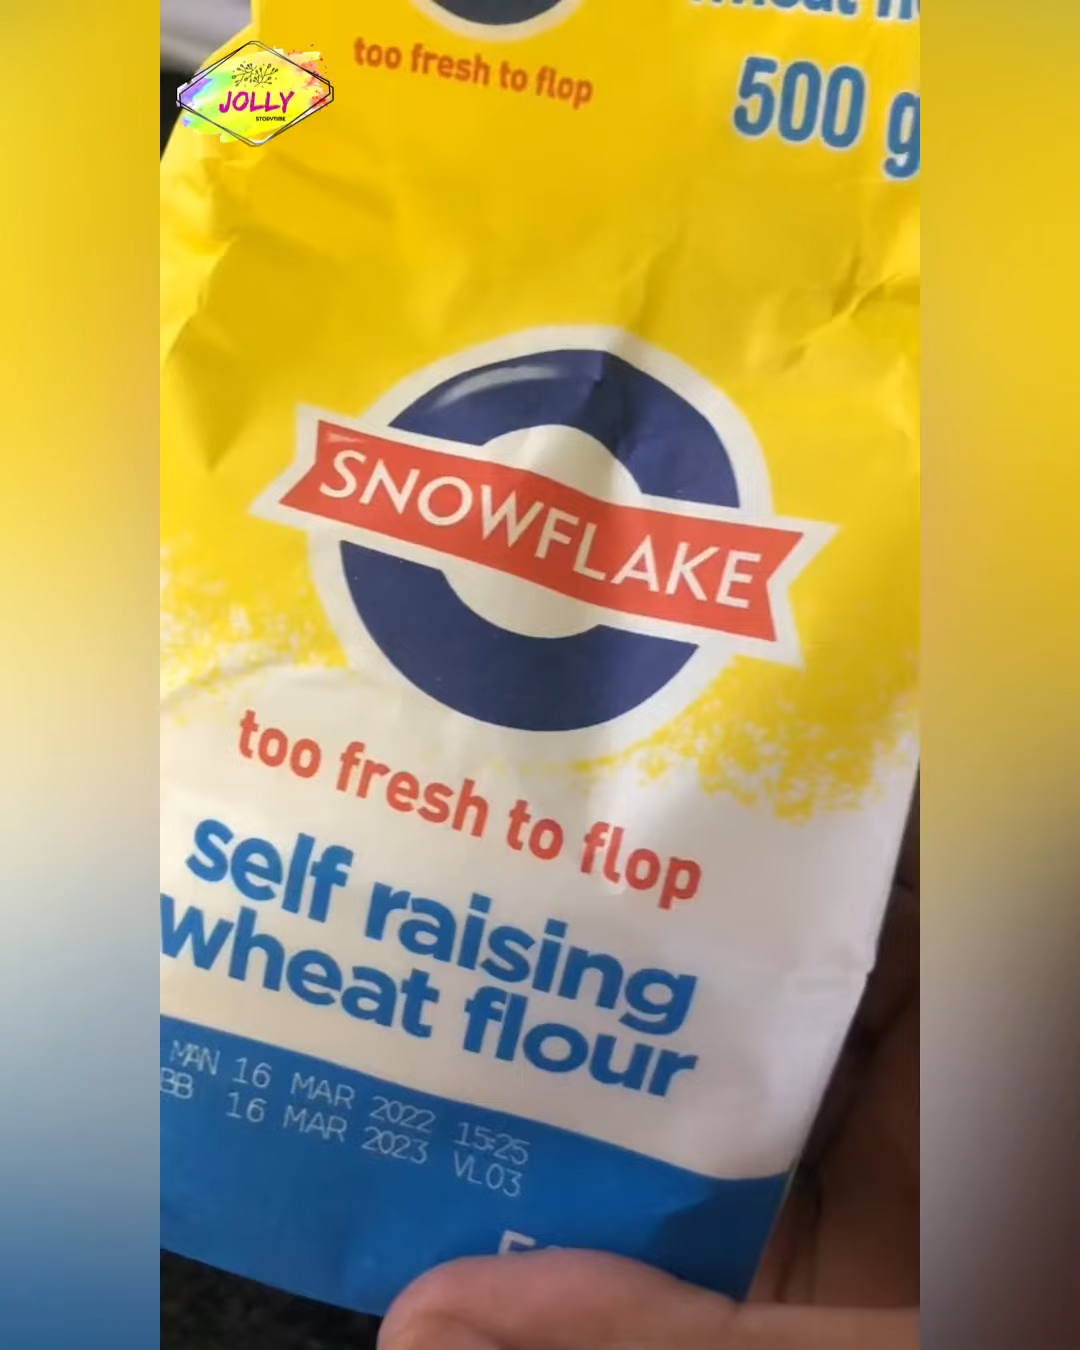 too fresh to flop
500 g
JOLLY
STORYTIME
SNOWFLAKE
too fresh to flop
self raising
wheat flour
MAN 16 MAR 2022 15:25
BB 16 MAR 2023 VL03